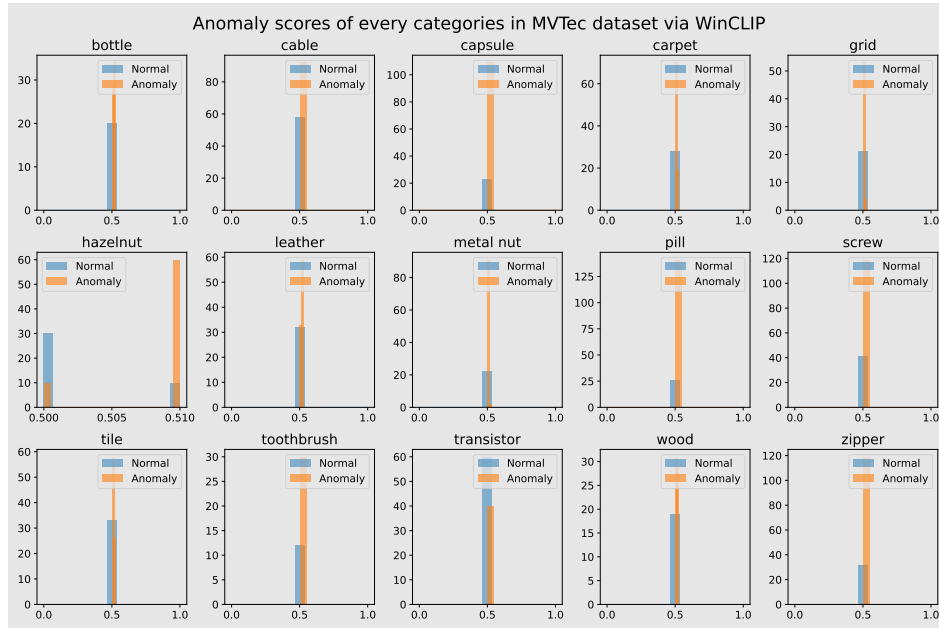 Anomaly scores of every categories in MVTec dataset via WinCLIP
bottle
Normal
Anomaly
30
20
10
0
0.0 0.5 1.0
cable
Normal
Anomaly
80
60
40
20
0
0.0 0.5 1.0
capsule
Normal
Anomaly
100
80
60
40
20
0
0.0 0.5 1.0
carpet
Normal
Anomaly
60
40
20
0
0.0 0.5 1.0
grid
Normal
Anomaly
50
40
30
20
10
0
0.0 0.5 1.0
hazelnut
Normal
Anomaly
60
50
40
30
20
10
0
0.500 0.505 0.510
leather
Normal
Anomaly
60
50
40
30
20
10
0
0.0 0.5 1.0
metal nut
Normal
Anomaly
80
60
40
20
0
0.0 0.5 1.0
pill
Normal
Anomaly
125
100
75
50
25
0
0.0 0.5 1.0
screw
Normal
Anomaly
120
100
80
60
40
20
0
0.0 0.5 1.0
tile
Normal
Anomaly
60
50
40
30
20
10
0
0.0 0.5 1.0
toothbrush
Normal
Anomaly
30
25
20
15
10
5
0
0.0 0.5 1.0
transistor
Normal
Anomaly
60
50
40
30
20
10
0
0.0 0.5 1.0
wood
Normal
Anomaly
30
25
20
15
10
5
0
0.0 0.5 1.0
zipper
Normal
Anomaly
120
100
80
60
40
20
0
0.0 0.5 1.0